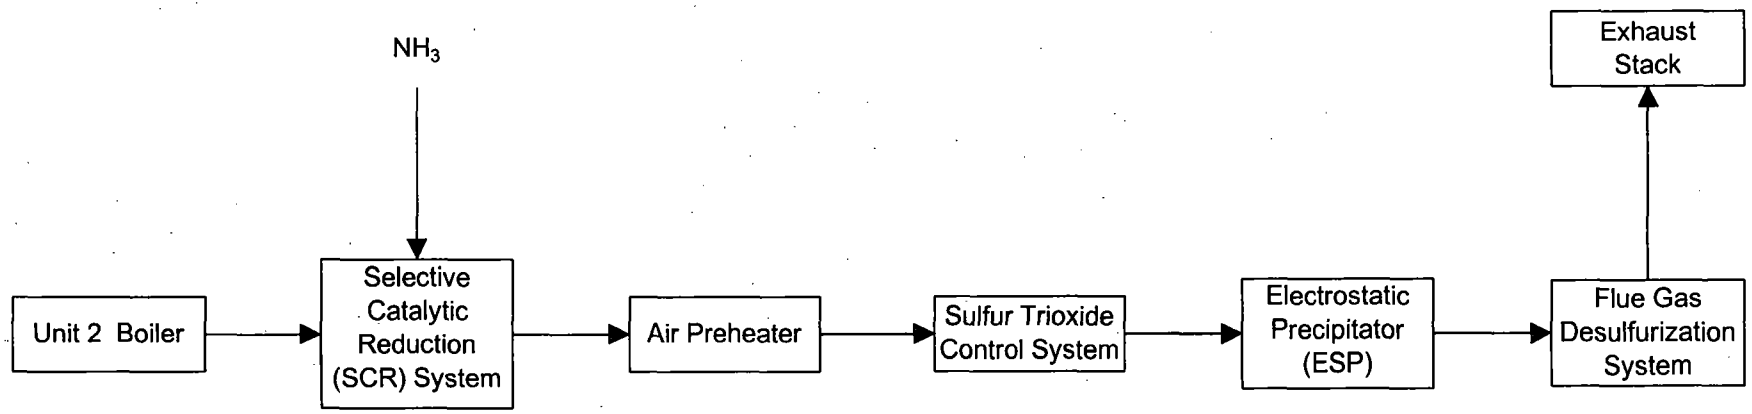 Exhaust
Stack
NH₃
Unit 2 Boiler
Selective
Catalytic
Reduction
(SCR) System
Air Preheater
Sulfur Trioxide
Control System
Electrostatic
Precipitator
(ESP)
Flue Gas
Desulfurization
System